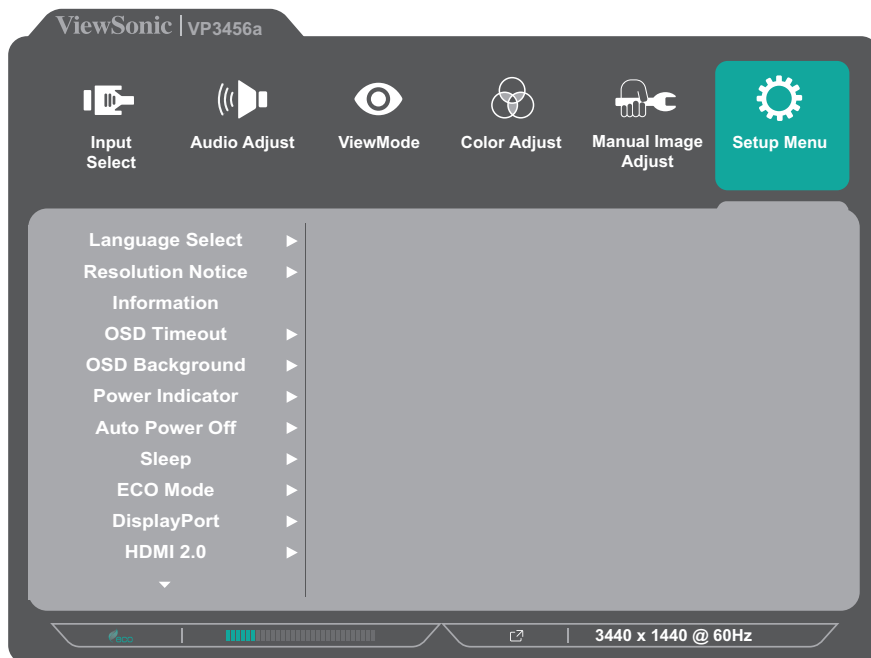 ViewSonic | VP3456a
Input Select
Audio Adjust
ViewMode
Color Adjust
Manual Image Adjust
Setup Menu
Language Select
Resolution Notice
Information
OSD Timeout
OSD Background
Power Indicator
Auto Power Off
Sleep
ECO Mode
DisplayPort
HDMI 2.0
eco
3440 x 1440 @ 60Hz